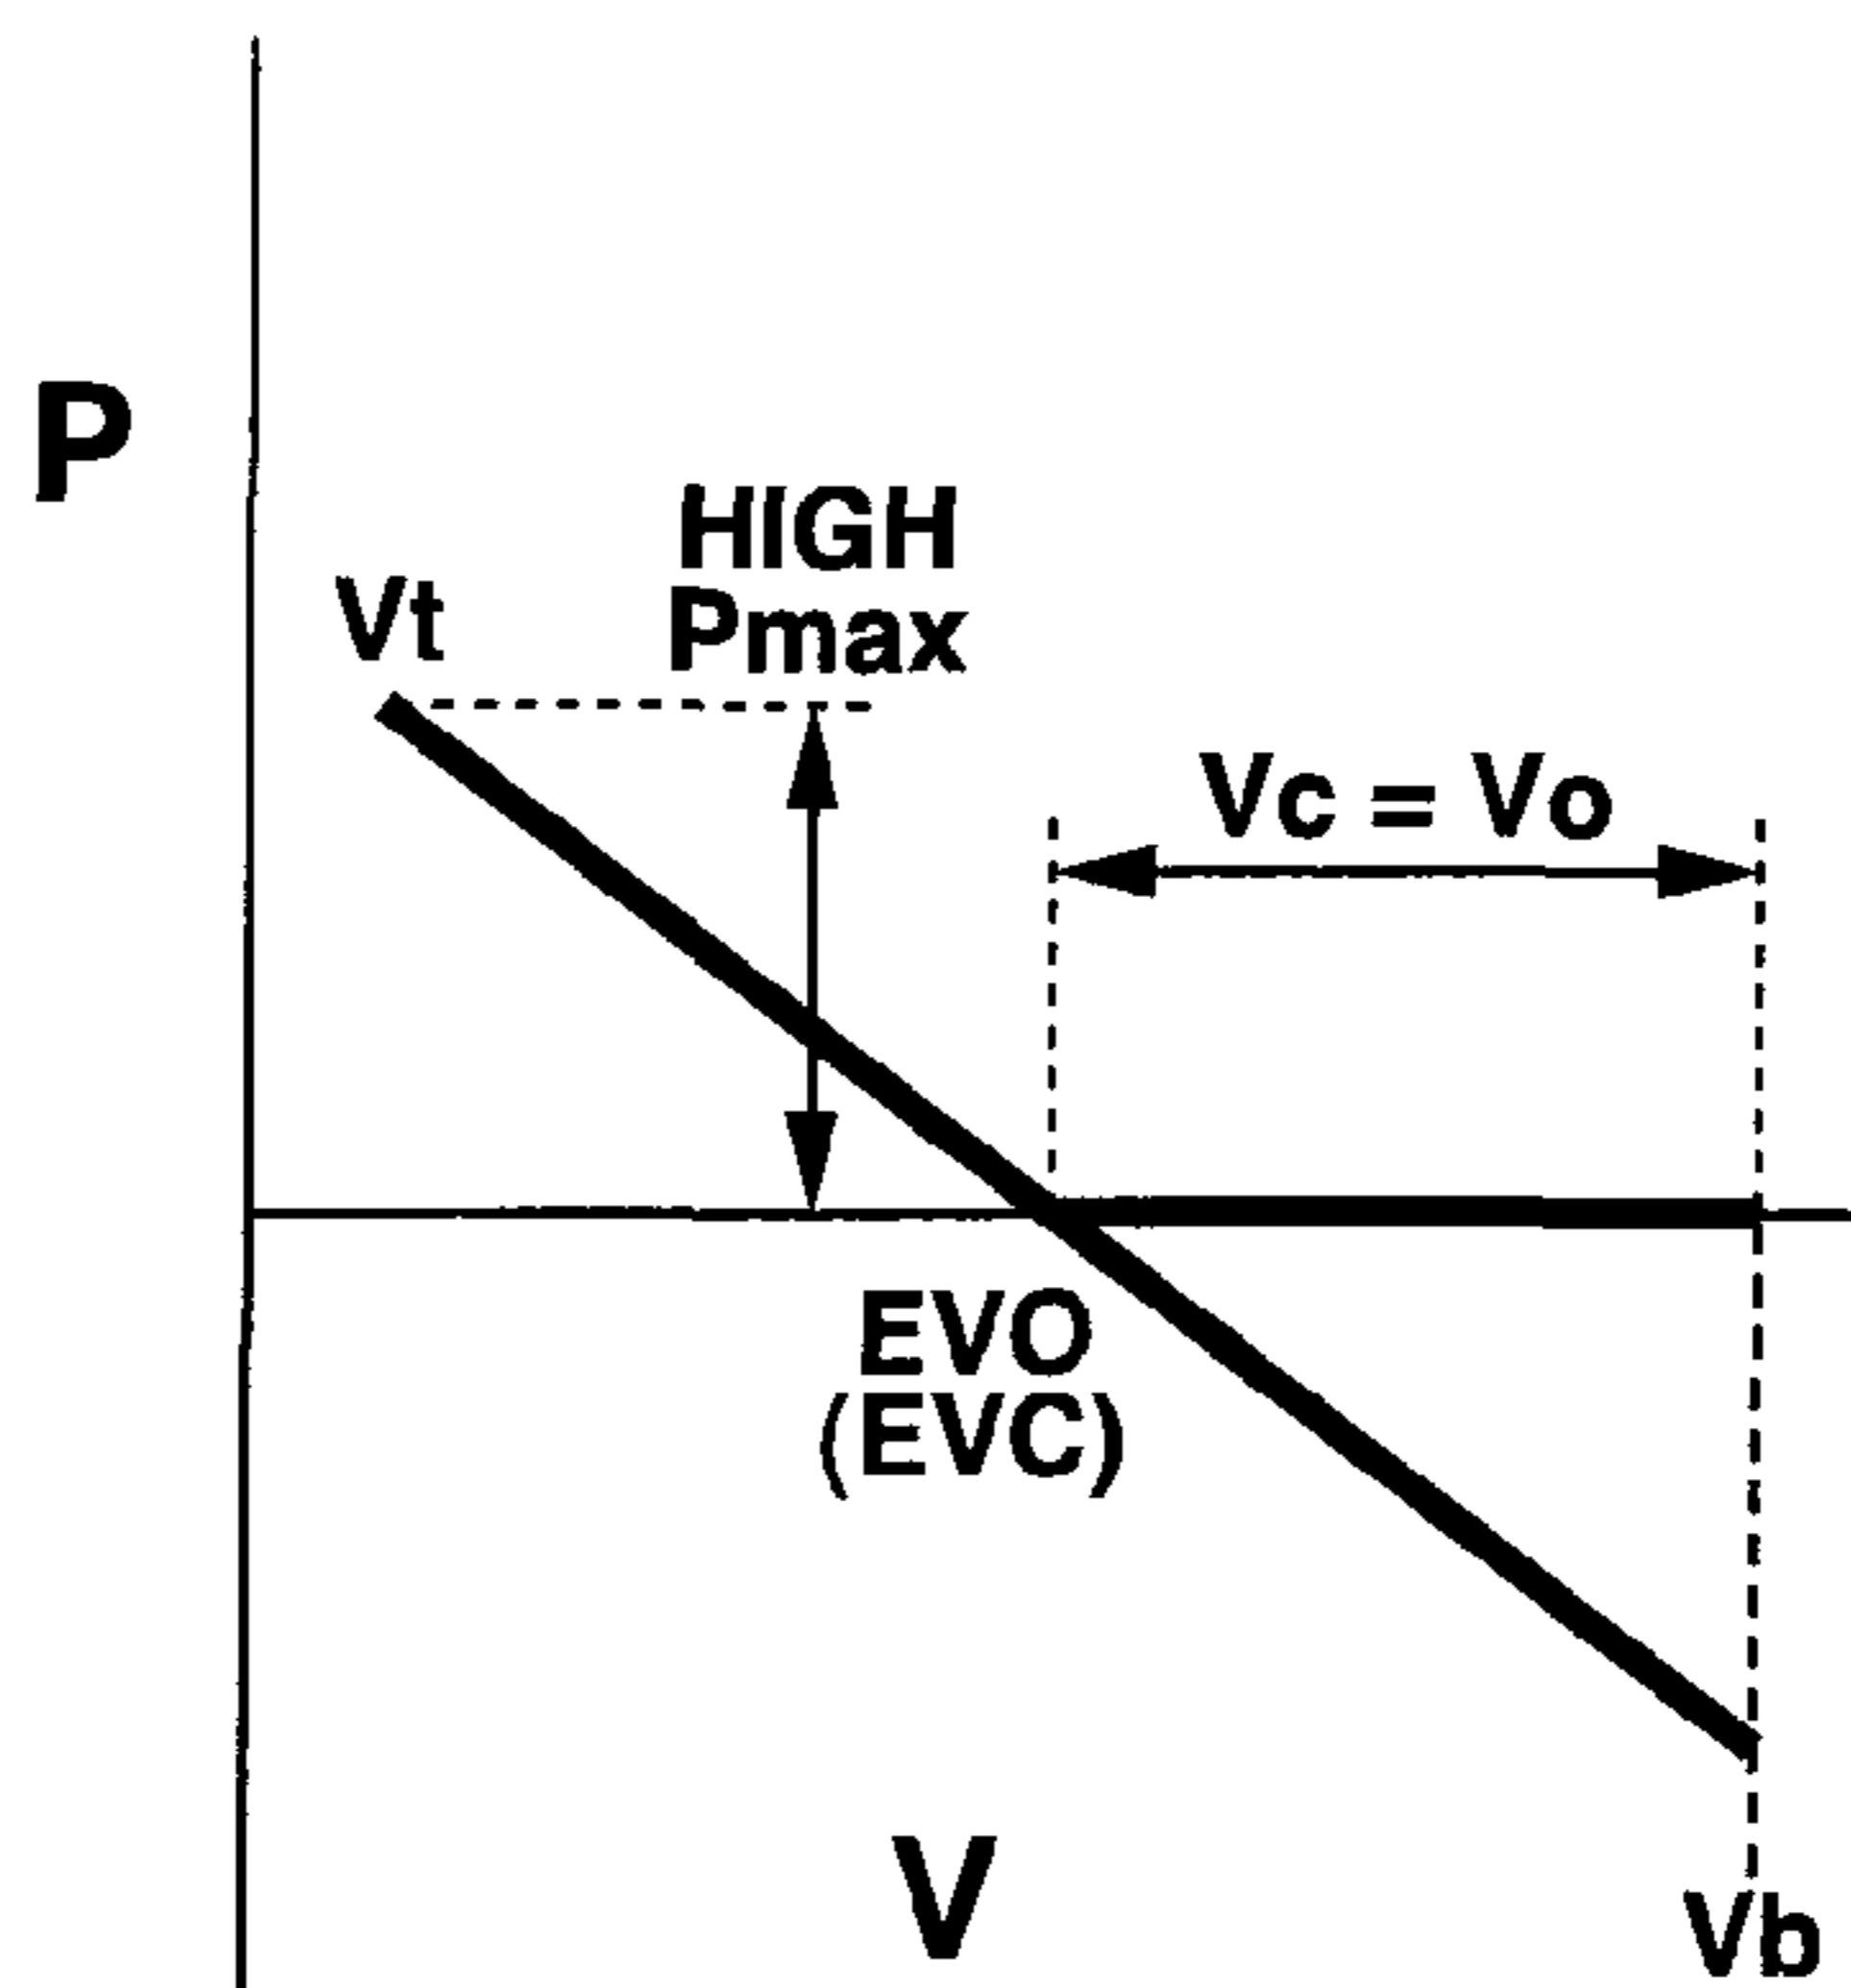 P
HIGH
Pmax
Vt
Vc = Vo
EVO
(EVC)
V
Vb